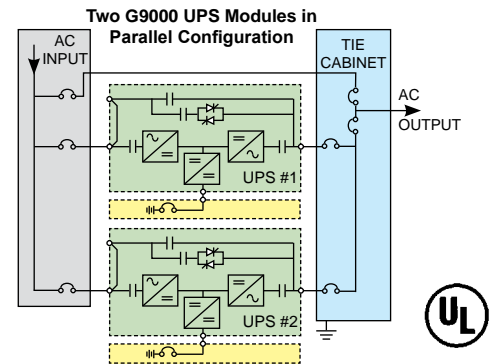 Two G9000 UPS Modules in
Parallel Configuration
AC
INPUT
TIE
CABINET
AC
OUTPUT
UPS #1
UPS #2
UL